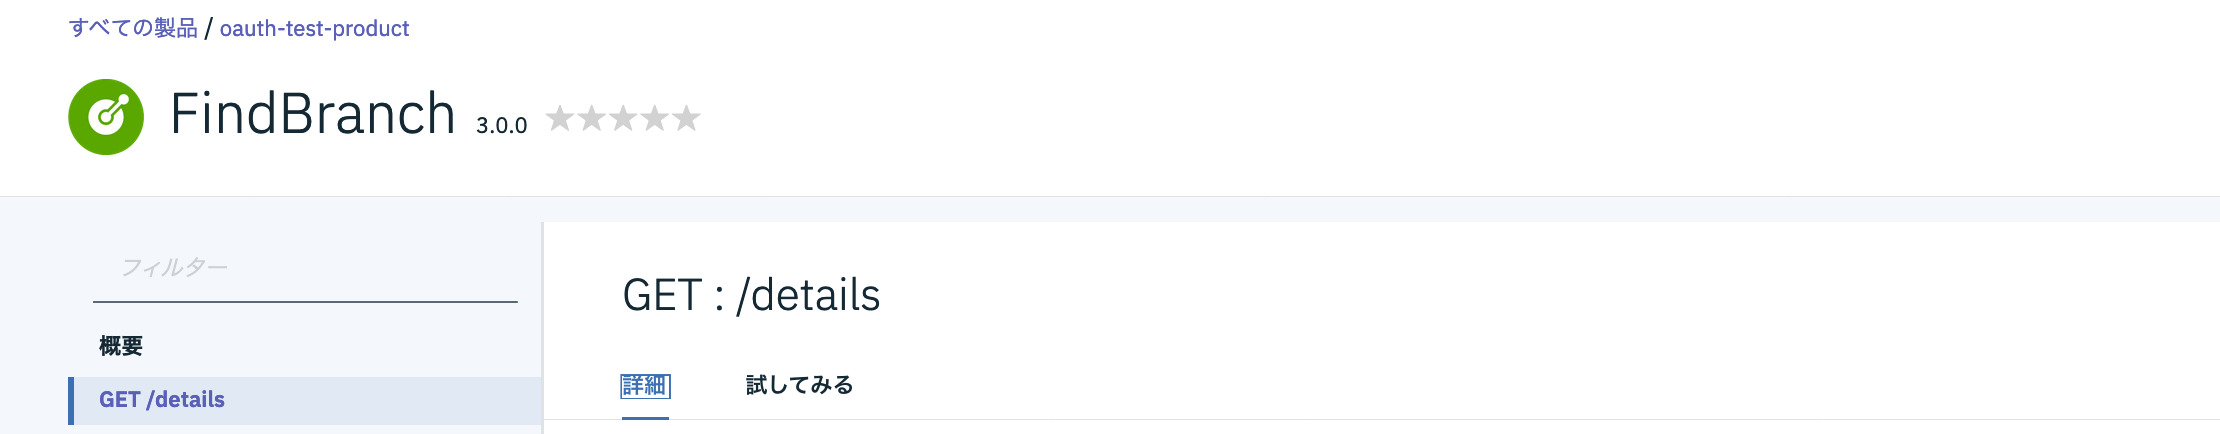 すべての製品 / oauth-test-product
FindBranch 3.0.0
フィルター
概要
GET /details
GET : /details
詳細 試してみる